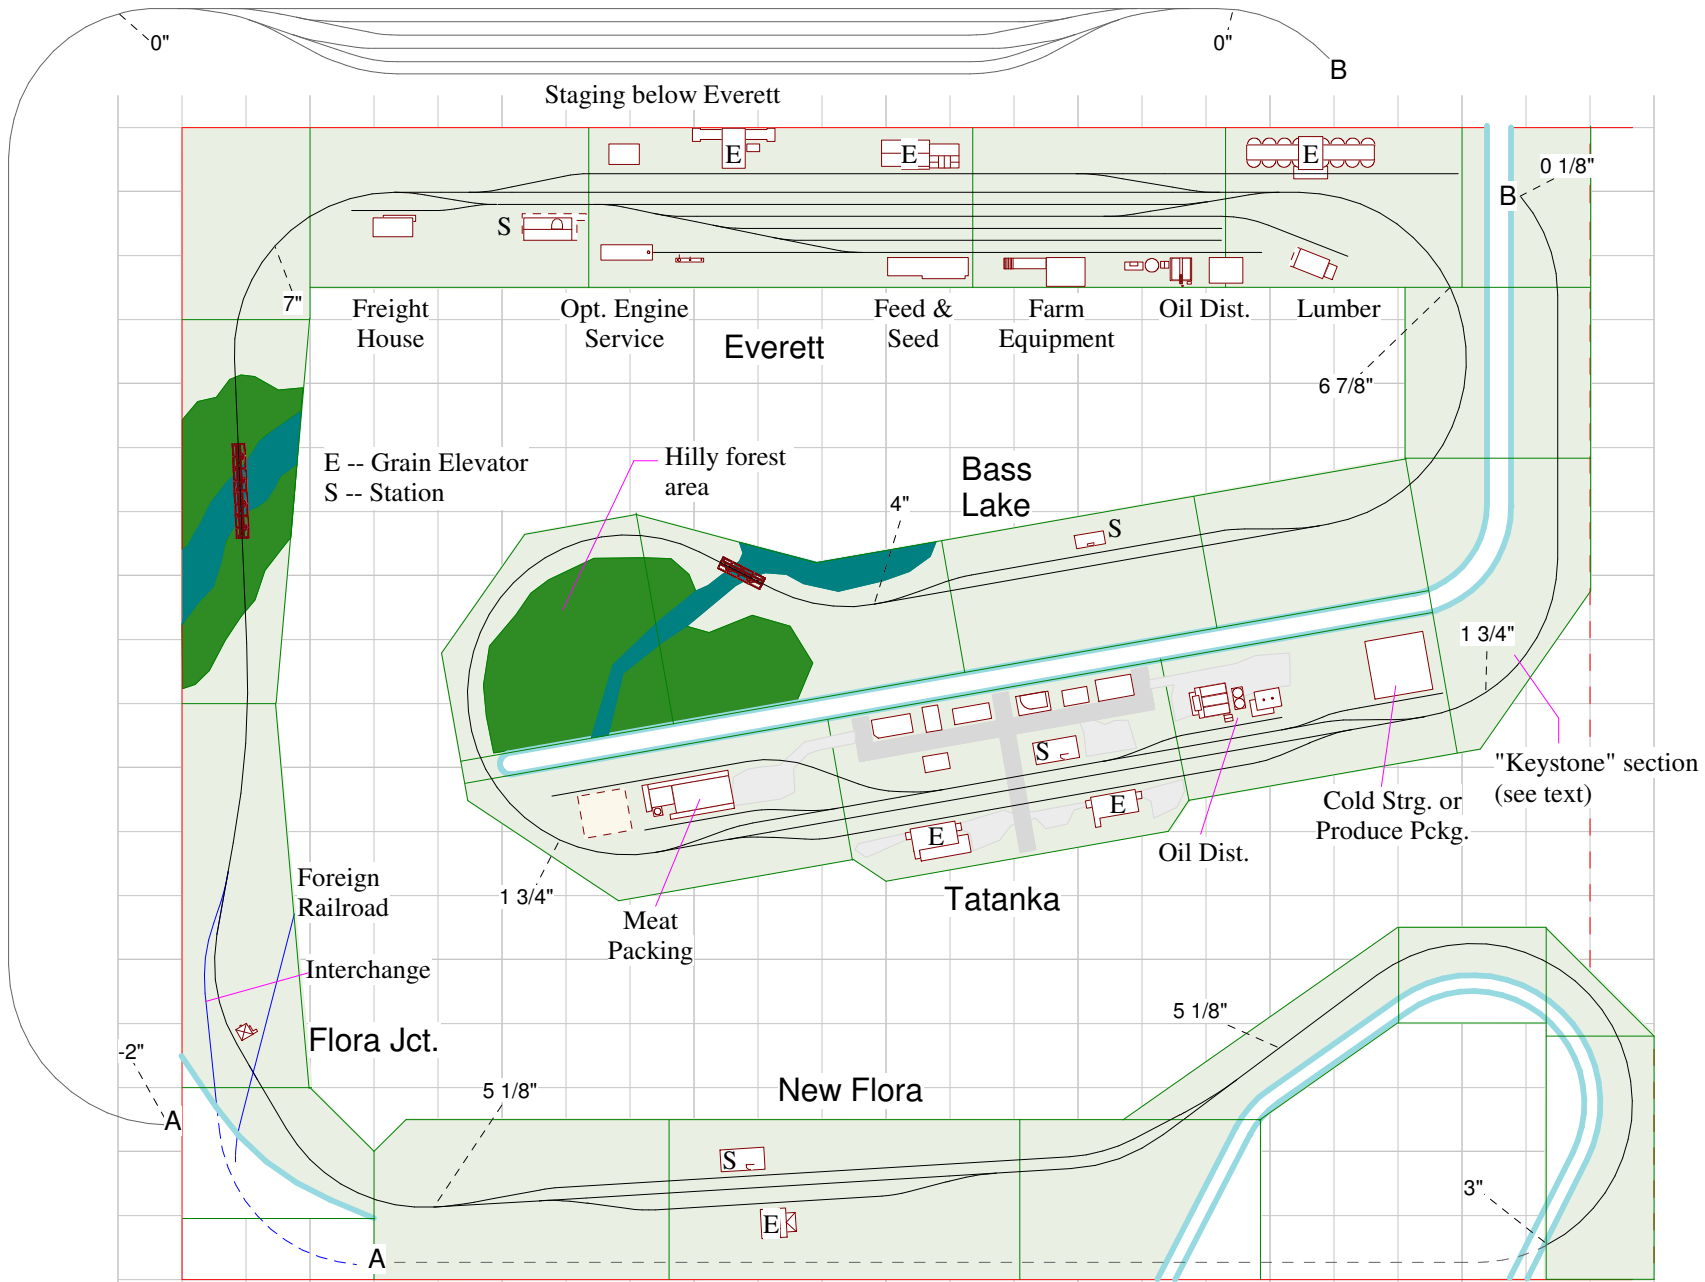 0"
0"
B
Staging below Everett
E
E
E
0 1/8"
B
S
7"
Freight
House
Opt. Engine
Service
Feed &
Seed
Farm
Equipment
Oil Dist.
Lumber
Everett
6 7/8"
E -- Grain Elevator
S -- Station
Hilly forest
area
Bass
Lake
4"
S
1 3/4"
S
"Keystone" section
(see text)
E
E
Cold Strg. or
Produce Pckg.
Oil Dist.
1 3/4"
Tatanka
Meat
Packing
Foreign
Railroad
Interchange
5 1/8"
Flora Jct.
-2"
A
5 1/8"
New Flora
S
E
3"
A